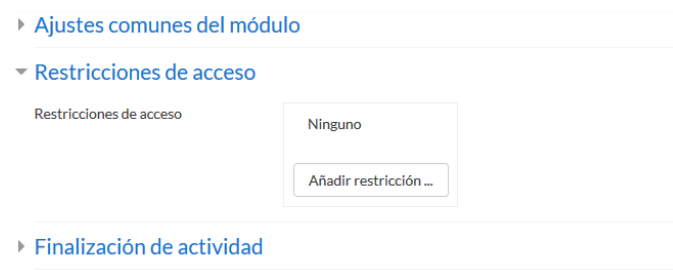 Ajustes comunes del módulo
Restricciones de acceso
Restricciones de acceso
Ninguno
Añadir restricción ...
Finalización de actividad